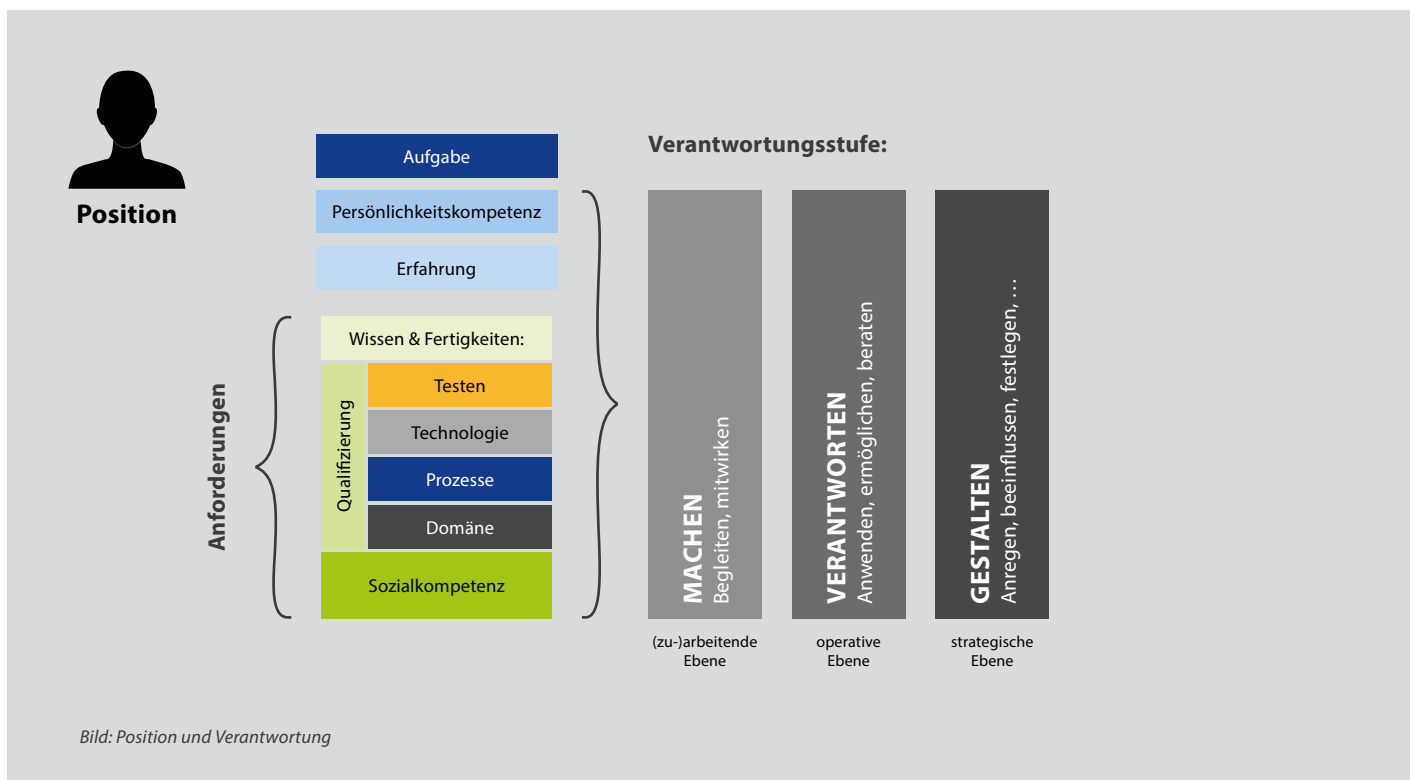 Position
Aufgabe
Persönlichkeitskompetenz
Erfahrung
Anforderungen
Wissen & Fertigkeiten:
Qualifizierung
Testen
Technologie
Prozesse
Domäne
Sozialkompetenz
Verantwortungsstufe:
MACHEN
Begleiten, mitwirken
(zu-)arbeitende
Ebene
VERANTWORTEN
Anwenden, ermöglichen, beraten
operative
Ebene
GESTALTEN
Anregen, beeinflussen, festlegen, …
strategische
Ebene
Bild: Position und Verantwortung